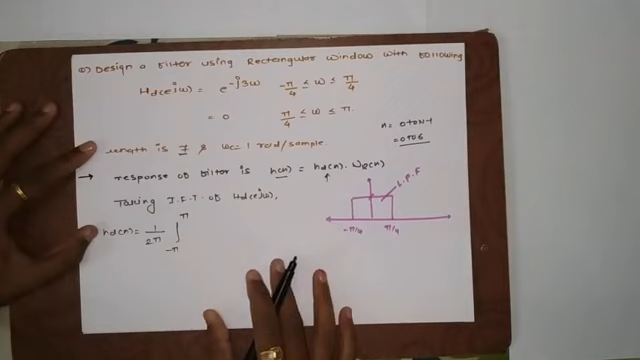 Q) Design a filter using Rectangular window with following
Hd(e^jω) = e^-j3ω -π/4 ≤ ω ≤ π/4
= 0 π/4 ≤ ω ≤ π.
length is 7 & ωc = 1 rad/sample.
n = 0 to N-1
= 0 to 6
→ response of filter is h(n) = hd(n). WR(n)
Taking I.F.T. of Hd(e^jω),
L.P.F
-π/4 π/4
hd(n) = 1/2π ∫ π -π